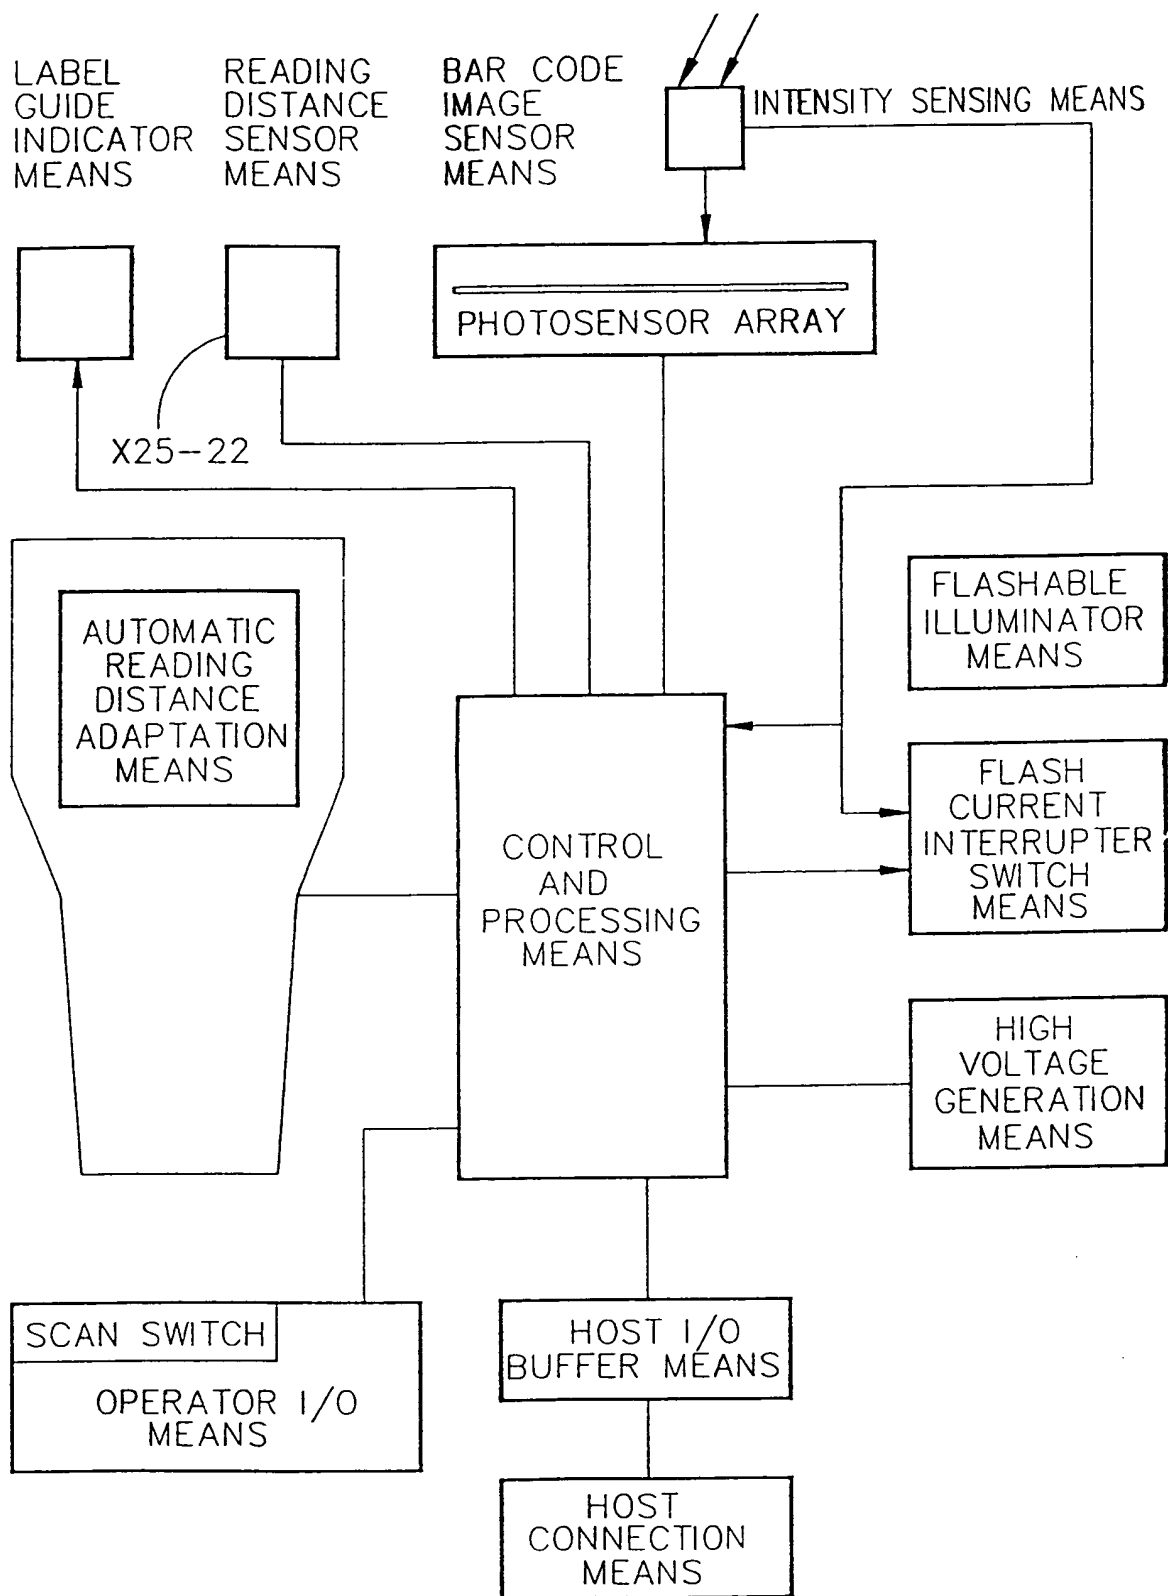 LABEL
GUIDE
INDICATOR
MEANS
READING
DISTANCE
SENSOR
MEANS
BAR CODE
IMAGE
SENSOR
MEANS
INTENSITY SENSING MEANS
PHOTOSENSOR ARRAY
X25-22
AUTOMATIC
READING
DISTANCE
ADAPTATION
MEANS
FLASHABLE
ILLUMINATOR
MEANS
CONTROL
AND
PROCESSING
MEANS
FLASH
CURRENT
INTERRUPTER
SWITCH
MEANS
HIGH
VOLTAGE
GENERATION
MEANS
SCAN SWITCH
OPERATOR I/O
MEANS
HOST I/O
BUFFER MEANS
HOST
CONNECTION
MEANS